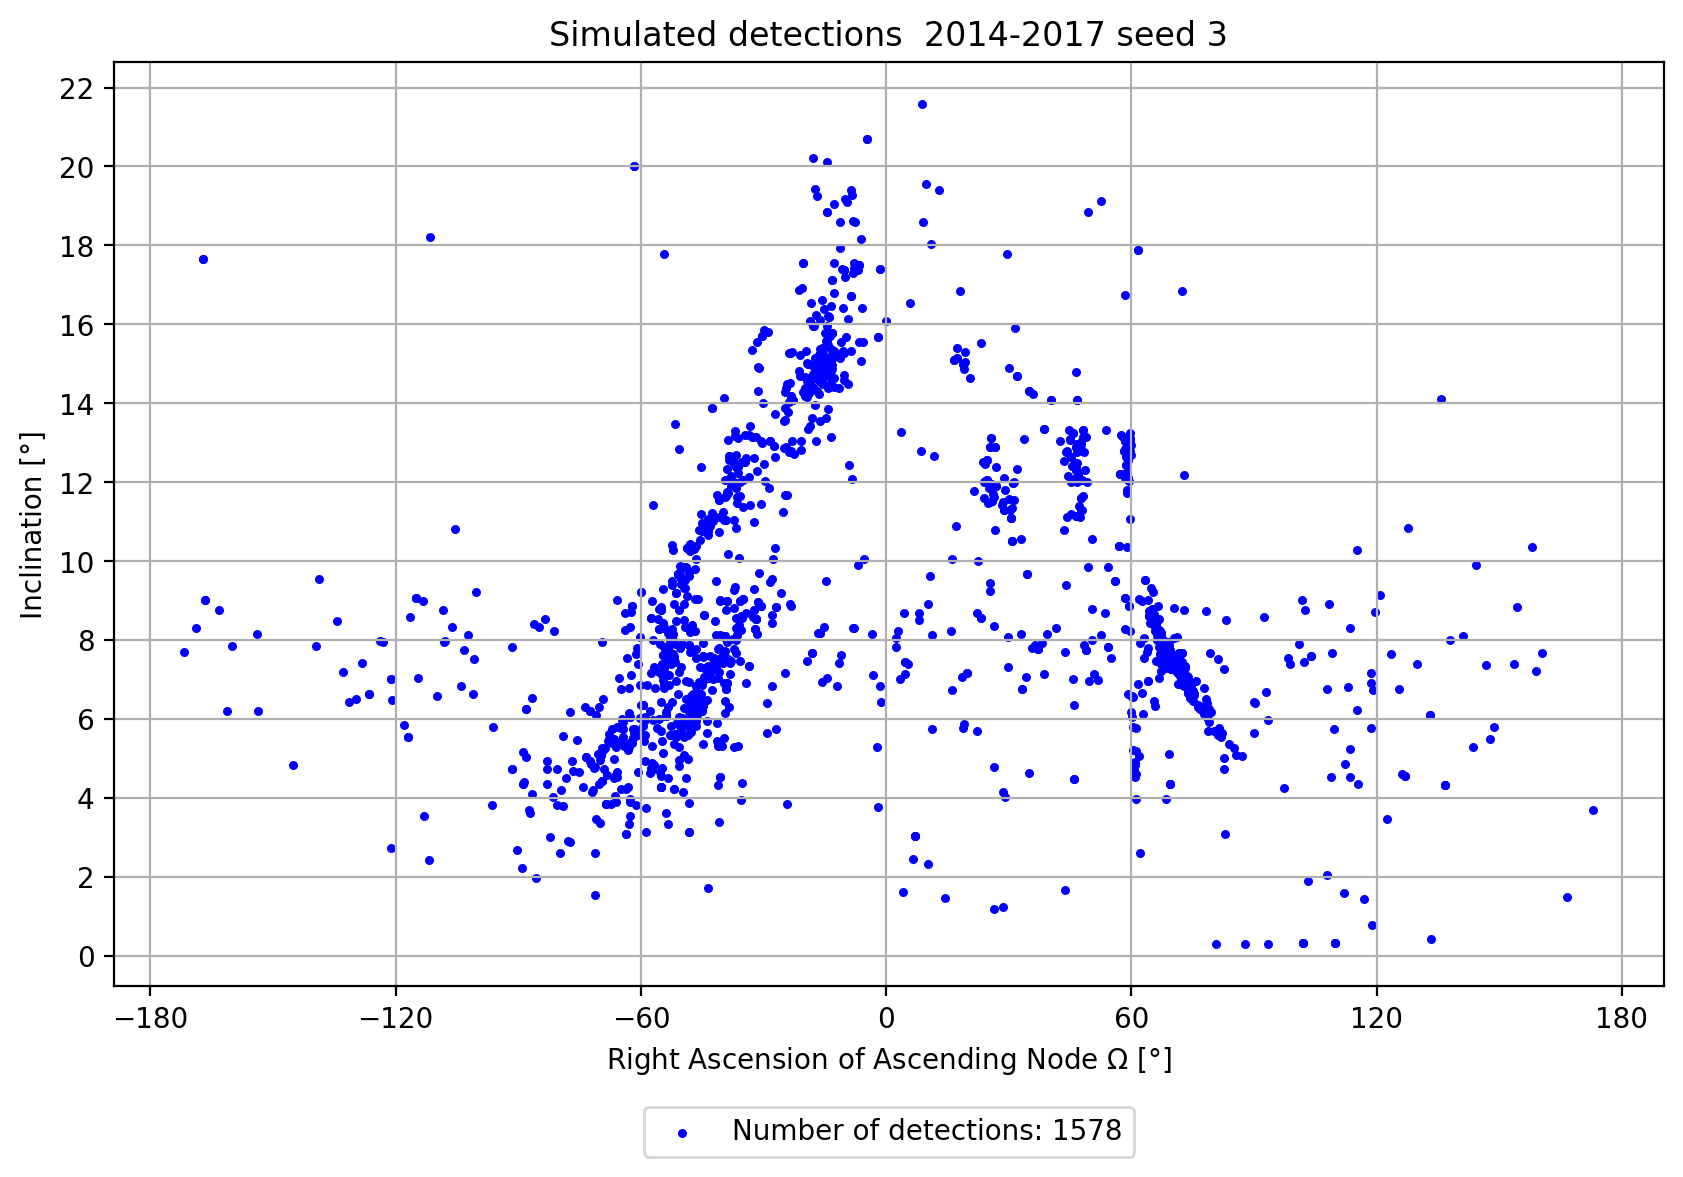 Simulated detections  2014-2017 seed 3
Inclination [°]
22
20
18
16
14
12
10
8
6
4
2
0
−180 −120 −60 0 60 120 180
Right Ascension of Ascending Node Ω [°]
Number of detections: 1578